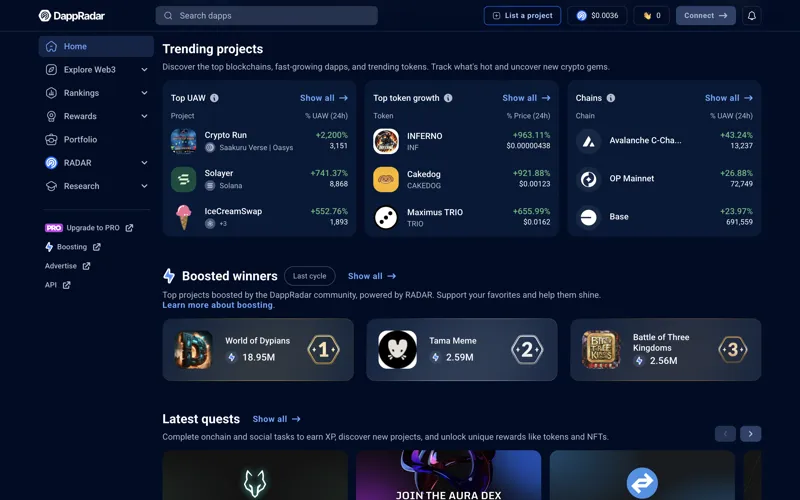 DappRadar
Search dapps
List a project
$0.0036
0
Connect
Home
Explore Web3
Rankings
Rewards
Portfolio
RADAR
Research
PRO Upgrade to PRO
Boosting
Advertise
API
Trending projects
Discover the top blockchains, fast-growing dapps, and trending tokens. Track what's hot and uncover new crypto gems.
Top UAW
Show all
Project
% UAW (24h)
Crypto Run
+2,200%
Saakuru Verse | Oasys
3,151
Solayer
+741.37%
Solana
8,868
IceCreamSwap
+552.76%
+3
1,893
Top token growth
Show all
Token
% Price (24h)
INFERNO
+963.11%
INF
$0.00000438
Cakedog
+921.88%
CAKEDOG
$0.00123
Maximus TRIO
+655.99%
TRIO
$0.0162
Chains
Show all
Chain
% UAW (24h)
Avalanche C-Cha...
+43.24%
13,237
OP Mainnet
+26.88%
72,749
Base
+23.97%
691,559
Boosted winners
Last cycle
Show all
Top projects boosted by the DappRadar community, powered by RADAR. Support your favorites and help them shine.
Learn more about boosting.
World of Dypians
18.95M
1
Tama Meme
2.59M
2
Battle of Three
Kingdoms
2.56M
3
Latest quests
Show all
Complete onchain and social tasks to earn XP, discover new projects, and unlock unique rewards like tokens and NFTs.
JOIN THE AURA DEX